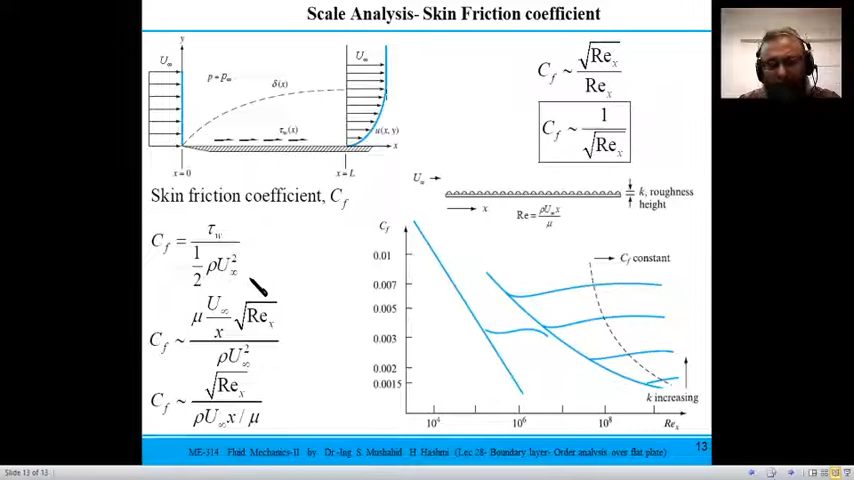 Scale Analysis- Skin Friction coefficient
y
U∞
p = p∞
δ(x)
τw(x)
U∞
u(x, y)
x
x=0
x=L
Cf ~ √Rex / Rex
Cf ~ 1 / √Rex
Skin friction coefficient, Cf
Cf = τw / (1/2 ρU∞²)
Cf ~ (μ U∞/x √Rex) / ρU∞²
Cf ~ √Rex / (ρU∞x / μ)
U∞
x
Re = ρU∞x / μ
k, roughness
height
Cf
0.01
0.007
0.005
0.003
0.002
0.0015
Cf constant
k increasing
10⁴
10⁶
10⁸
Rex
ME-314 Fluid Mechanics-II by Dr-Ing S. Mushahid H Hashmi (Lec 28- Boundary layer- Order analysis over flat plate)
13
Slide 13 of 13